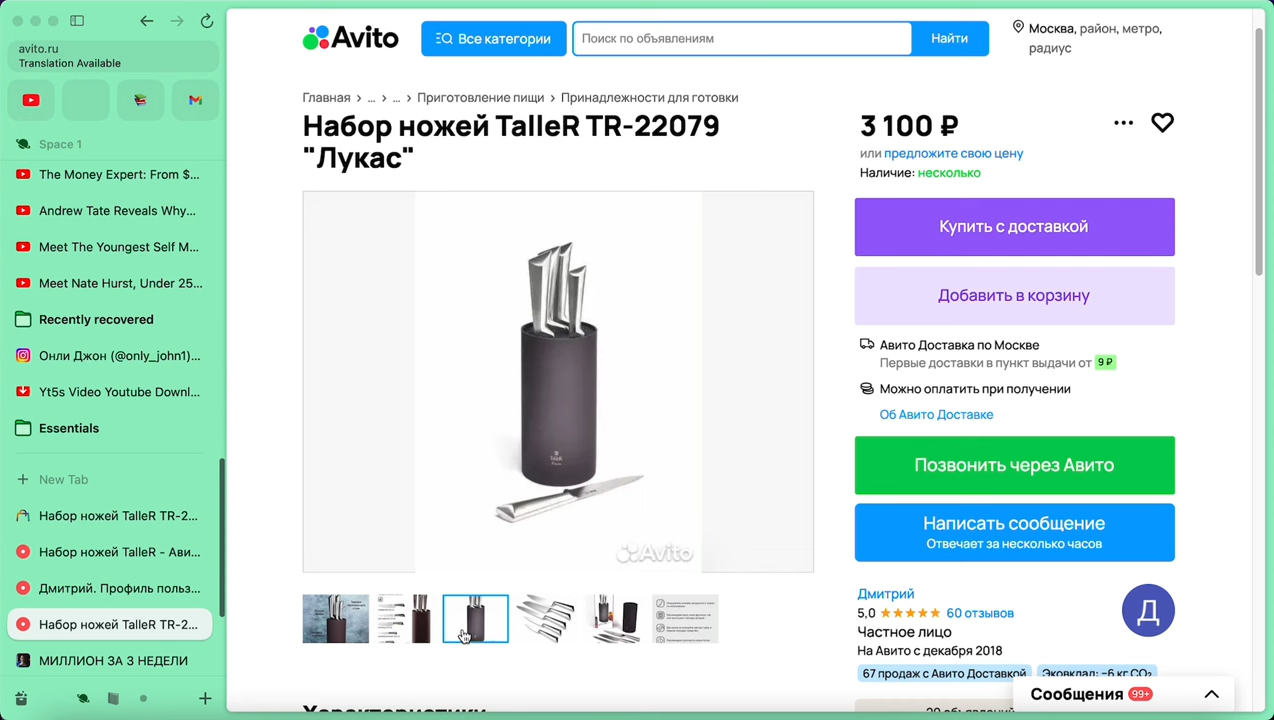 avito.ru
Translation Available
Space 1
The Money Expert: From $...
Andrew Tate Reveals Why...
Meet The Youngest Self M...
Meet Nate Hurst, Under 25...
Recently recovered
Онли Джон (@only_john1)...
Yt5s Video Youtube Downl...
Essentials
New Tab
Набор ножей TalleR TR-2...
Набор ножей TalleR - Ави...
Дмитрий. Профиль польз...
Набор ножей TalleR TR-2...
МИЛЛИОН ЗА 3 НЕДЕЛИ
Avito
Все категории
Поиск по объявлениям
Найти
Москва, район, метро,
радиус
Главная > ... > ... > Приготовление пищи > Принадлежности для готовки
Набор ножей TalleR TR-22079
"Лукас"
TalleR
Avito
3 100 ₽
или предложите свою цену
Наличие: несколько
Купить с доставкой
Добавить в корзину
Авито Доставка по Москве
Первые доставки в пункт выдачи от 9 ₽
Можно оплатить при получении
Об Авито Доставке
Позвонить через Авито
Написать сообщение
Отвечает за несколько часов
Дмитрий
5,0 60 отзывов
Частное лицо
На Авито с декабря 2018
Д
67 продаж с Авито Доставкой Эковклад: −6 кг CO₂
Сообщения 99+
Характеристики